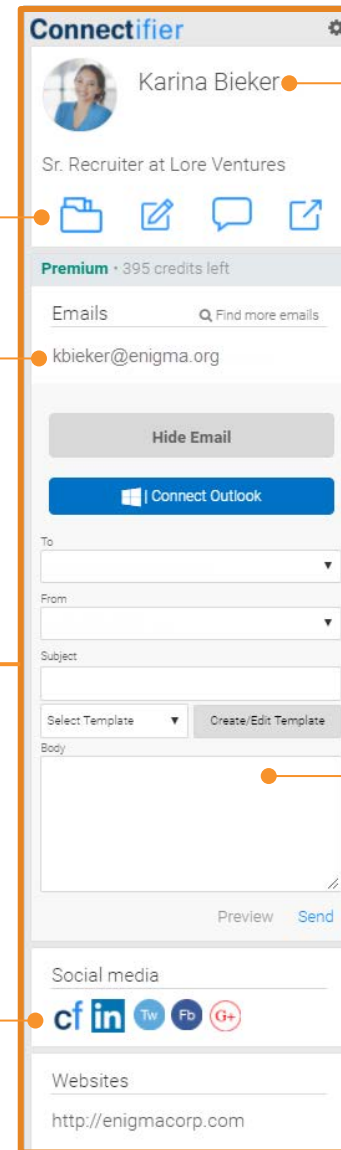 Connectifier
Karina Bieker
Sr. Recruiter at Lore Ventures
Premium • 395 credits left
Emails Find more emails
kbieker@enigma.org
Hide Email
| Connect Outlook
To
From
Subject
Select Template Create/Edit Template
Body
Preview Send
Social media
cf in Tw Fb G+
Websites
http://enigmacorp.com